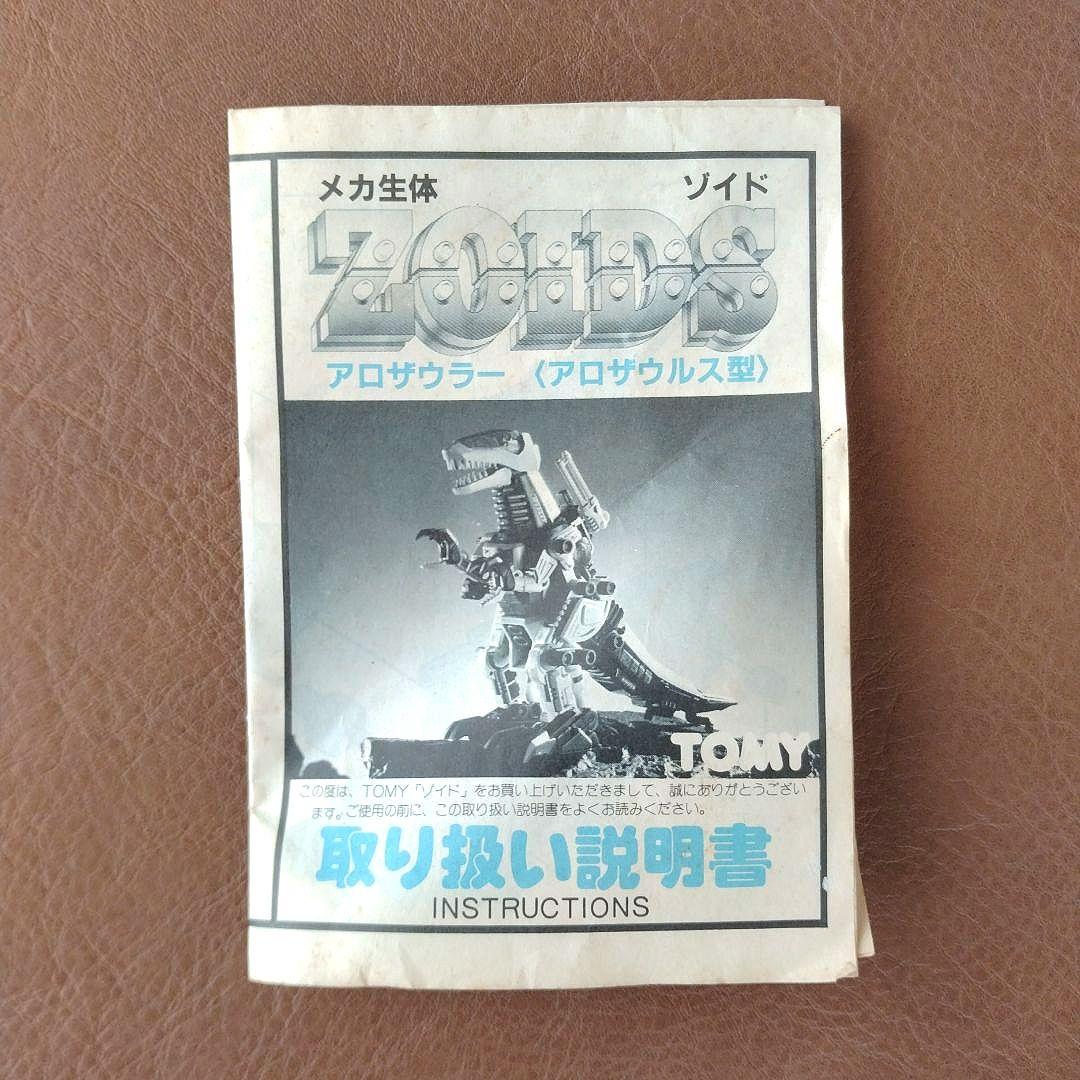 メカ生体 ゾイド
ZOIDS
アロザウラー 〈アロザウルス型〉
TOMY
この度は、TOMY「ゾイド」をお買い上げいただきまして、誠にありがとうござい
ます。ご使用の前に、この取り扱い説明書をよくお読みください。
取り扱い説明書
INSTRUCTIONS